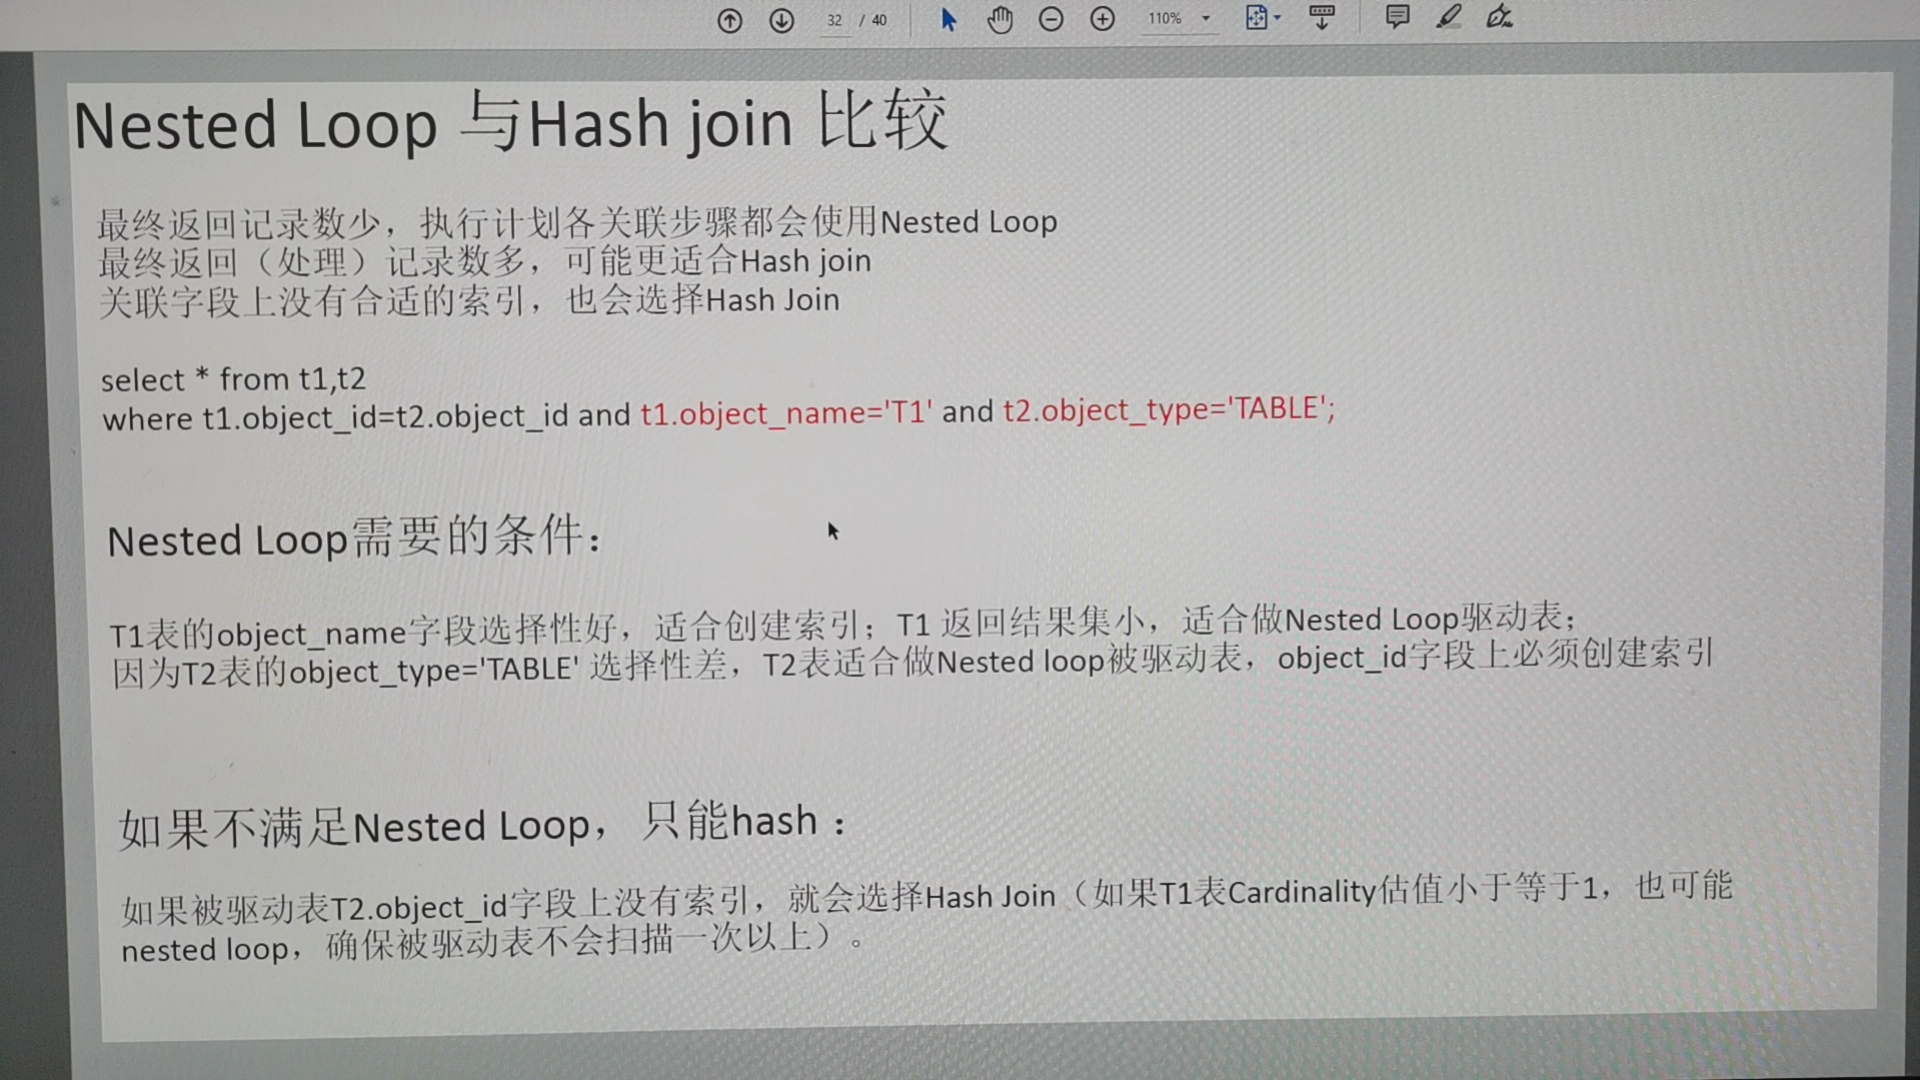 32 / 40
110%
Nested Loop 与Hash join 比较
最终返回记录数少，执行计划各关联步骤都会使用Nested Loop
最终返回（处理）记录数多，可能更适合Hash join
关联字段上没有合适的索引，也会选择Hash Join
select * from t1,t2
where t1.object_id=t2.object_id and t1.object_name='T1' and t2.object_type='TABLE';
Nested Loop需要的条件：
T1表的object_name字段选择性好，适合创建索引；T1 返回结果集小，适合做Nested Loop驱动表；
因为T2表的object_type='TABLE' 选择性差，T2表适合做Nested loop被驱动表，object_id字段上必须创建索引
如果不满足Nested Loop，只能hash：
如果被驱动表T2.object_id字段上没有索引，就会选择Hash Join（如果T1表Cardinality估值小于等于1，也可能
nested loop，确保被驱动表不会扫描一次以上）。